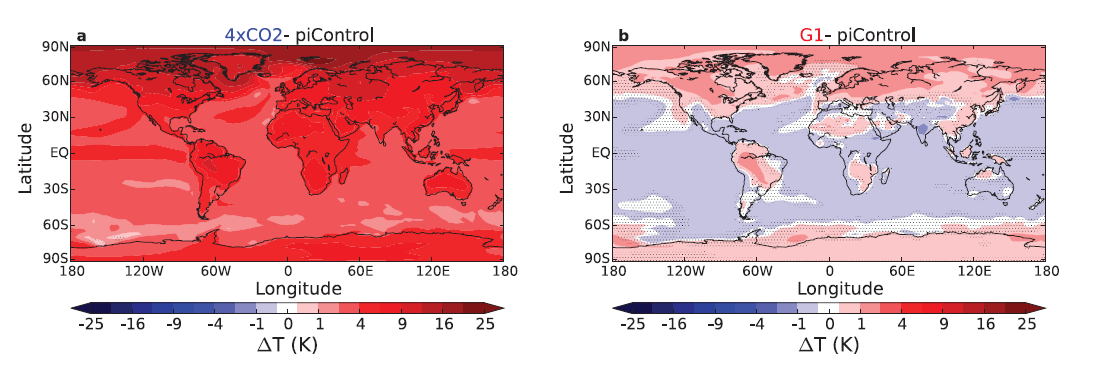 a 4xCO2- piControl
90N
60N
30N
EQ
30S
60S
90S
Latitude
180 120W 60W 0 60E 120E 180
Longitude
-25 -16 -9 -4 -1 0 1 4 9 16 25
ΔT (K)
b G1- piControl
90N
60N
30N
EQ
30S
60S
90S
Latitude
180 120W 60W 0 60E 120E 180
Longitude
-25 -16 -9 -4 -1 0 1 4 9 16 25
ΔT (K)